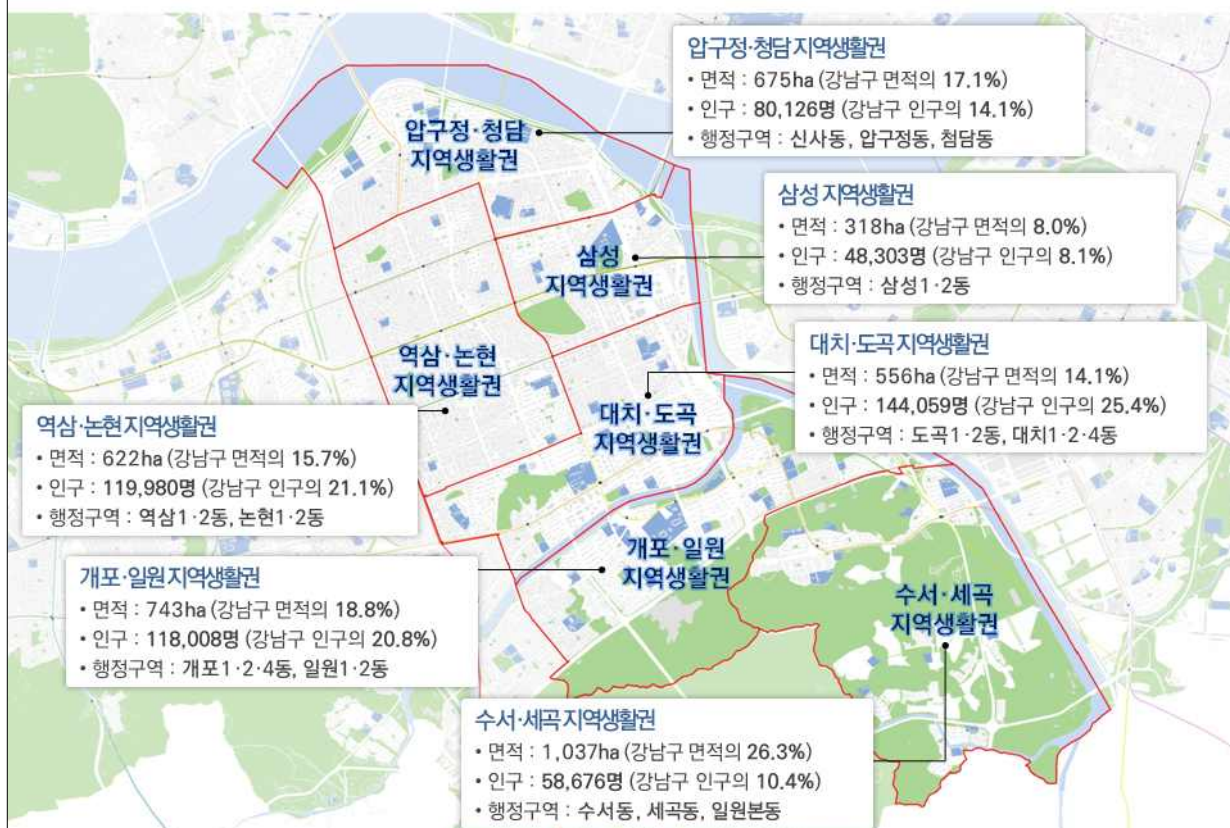 압구정·청담 지역생활권
• 면적 : 675ha (강남구 면적의 17.1%)
• 인구 : 80,126명 (강남구 인구의 14.1%)
• 행정구역 : 신사동, 압구정동, 첨담동
압구정·청담
지역생활권
삼성 지역생활권
• 면적 : 318ha (강남구 면적의 8.0%)
• 인구 : 48,303명 (강남구 인구의 8.1%)
• 행정구역 : 삼성1·2동
삼성
지역생활권
대치·도곡 지역생활권
• 면적 : 556ha (강남구 면적의 14.1%)
• 인구 : 144,059명 (강남구 인구의 25.4%)
• 행정구역 : 도곡1·2동, 대치1·2·4동
역삼·논현
지역생활권
대치·도곡
지역생활권
역삼·논현 지역생활권
• 면적 : 622ha (강남구 면적의 15.7%)
• 인구 : 119,980명 (강남구 인구의 21.1%)
• 행정구역 : 역삼1·2동, 논현1·2동
개포·일원
지역생활권
개포·일원 지역생활권
• 면적 : 743ha (강남구 면적의 18.8%)
• 인구 : 118,008명 (강남구 인구의 20.8%)
• 행정구역 : 개포1·2·4동, 일원1·2동
수서·세곡
지역생활권
수서·세곡 지역생활권
• 면적 : 1,037ha (강남구 면적의 26.3%)
• 인구 : 58,676명 (강남구 인구의 10.4%)
• 행정구역 : 수서동, 세곡동, 일원본동